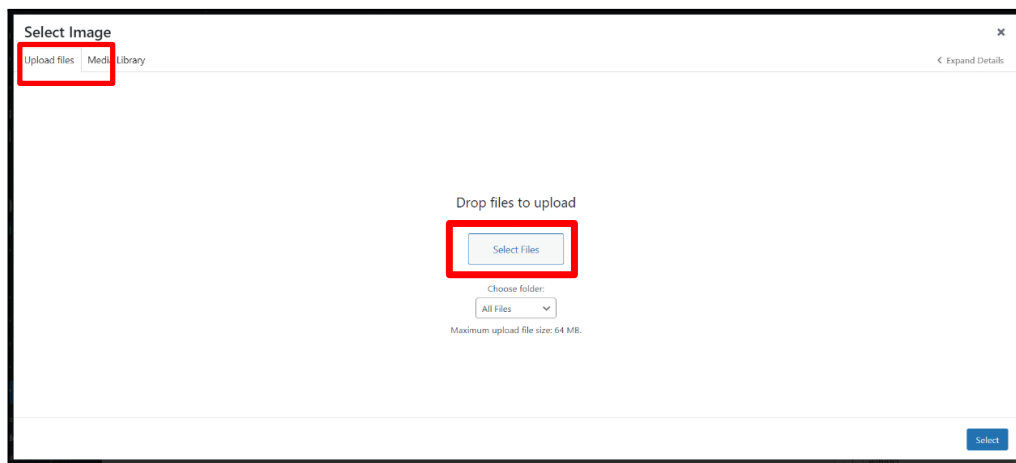 Select Image
×
Upload files Media Library
Expand Details
Drop files to upload
Select Files
Choose folder:
All Files
Maximum upload file size: 64 MB.
Select